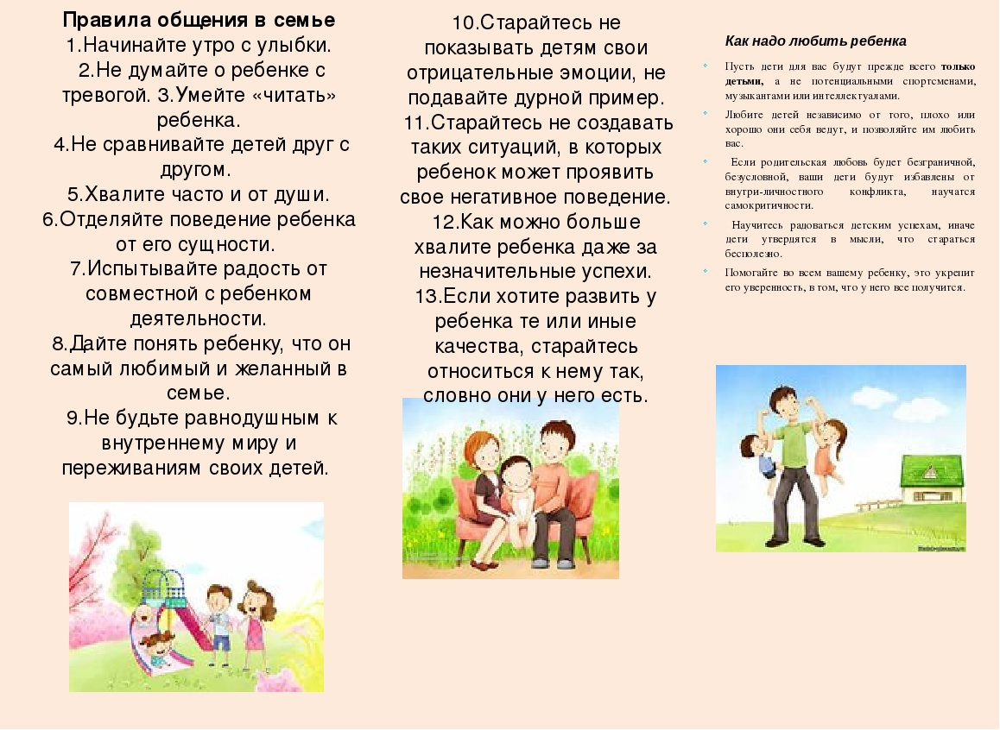 Правила общения в семье
1.Начинайте утро с улыбки.
2.Не думайте о ребенке с
тревогой. 3.Умейте «читать»
ребенка.
4.Не сравнивайте детей друг с
другом.
5.Хвалите часто и от души.
6.Отделяйте поведение ребенка
от его сущности.
7.Испытывайте радость от
совместной с ребенком
деятельности.
8.Дайте понять ребенку, что он
самый любимый и желанный в
семье.
9.Не будьте равнодушным к
внутреннему миру и
переживаниям своих детей.
10.Старайтесь не
показывать детям свои
отрицательные эмоции, не
подавайте дурной пример.
11.Старайтесь не создавать
таких ситуаций, в которых
ребенок может проявить
свое негативное поведение.
12.Как можно больше
хвалите ребенка даже за
незначительные успехи.
13.Если хотите развить у
ребенка те или иные
качества, старайтесь
относиться к нему так,
словно они у него есть.
Как надо любить ребенка
Пусть дети для вас будут прежде всего только
детьми, а не потенциальными спортсменами,
музыкантами или интеллектуалами.
Любите детей независимо от того, плохо или
хорошо они себя ведут, и позволяйте им любить
вас.
Если родительская любовь будет безграничной,
безусловной, ваши дети будут избавлены от
внутри-личностного конфликта, научатся
самокритичности.
Научитесь радоваться детским успехам, иначе
дети утвердятся в мысли, что стараться
бесполезно.
Помогайте во всем вашему ребенку, это укрепит
его уверенность, в том, что у него все получится.